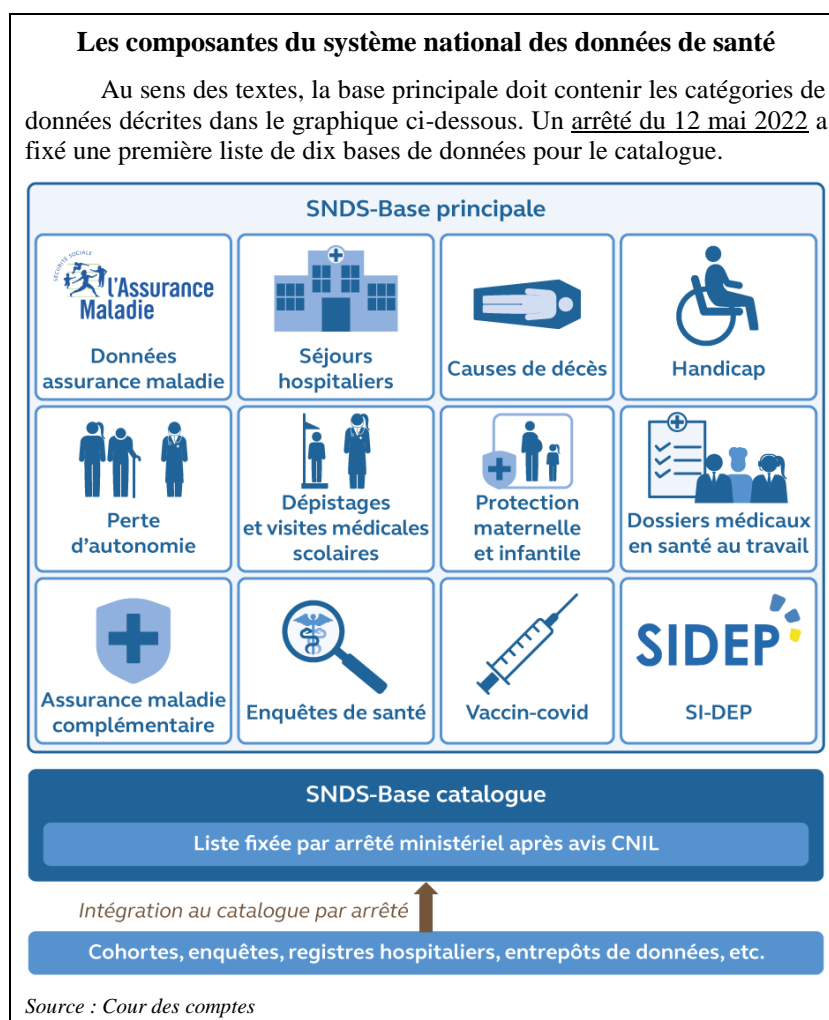 Les composantes du système national des données de santé
Au sens des textes, la base principale doit contenir les catégories de
données décrites dans le graphique ci-dessous. Un arrêté du 12 mai 2022 a
fixé une première liste de dix bases de données pour le catalogue.
SNDS-Base principale
SÉCURITÉ SOCIALE
l'Assurance
Maladie
Données
assurance maladie
Séjours
hospitaliers
Causes de décès
Handicap
Perte
d'autonomie
Dépistages
et visites médicales
scolaires
Protection
maternelle
et infantile
Dossiers médicaux
en santé au travail
Assurance maladie
complémentaire
Enquêtes de santé
Vaccin-covid
SIDEP
SI-DEP
SNDS-Base catalogue
Liste fixée par arrêté ministériel après avis CNIL
Intégration au catalogue par arrêté
Cohortes, enquêtes, registres hospitaliers, entrepôts de données, etc.
Source : Cour des comptes